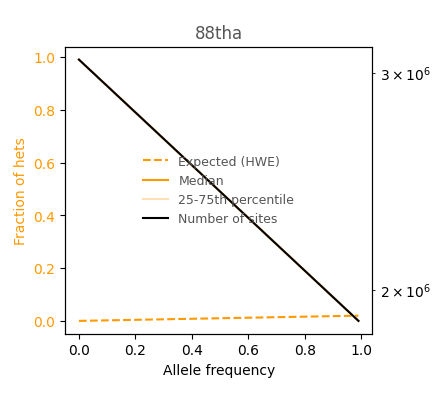 88tha
Fraction of hets
1.0
0.8
0.6
0.4
0.2
0.0
3 × 10⁶
2 × 10⁶
Expected (HWE)
Median
25-75th percentile
Number of sites
0.0 0.2 0.4 0.6 0.8 1.0
Allele frequency